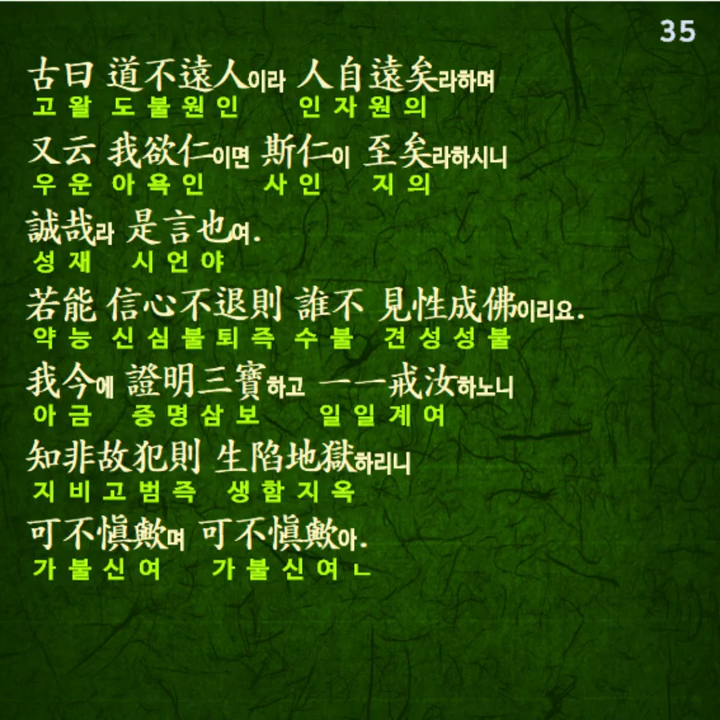 35
古曰 道不遠人이라 人自遠矣라하며
고 왈 도 불 원 인 인 자 원 의
又云 我欲仁이면 斯仁이 至矣라하시니
우 운 아 욕 인 사 인 지 의
誠哉라 是言也여.
성 재 시 언 야
若能 信心不退則 誰不 見性成佛이리요.
약 능 신 심 불 퇴 즉 수 불 견 성 성 불
我今에 證明三寶하고 一一戒汝하노니
아 금 증 명 삼 보 일 일 계 여
知非故犯則 生陷地獄하리니
지 비 고 범 즉 생 함 지 옥
可不愼歟며 可不愼歟아.
가 불 신 여 가 불 신 여 ㄴ